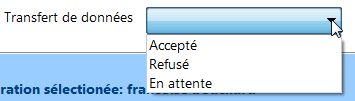 Transfert de données
Accepté
Refusé
En attente
ration sélectionée: